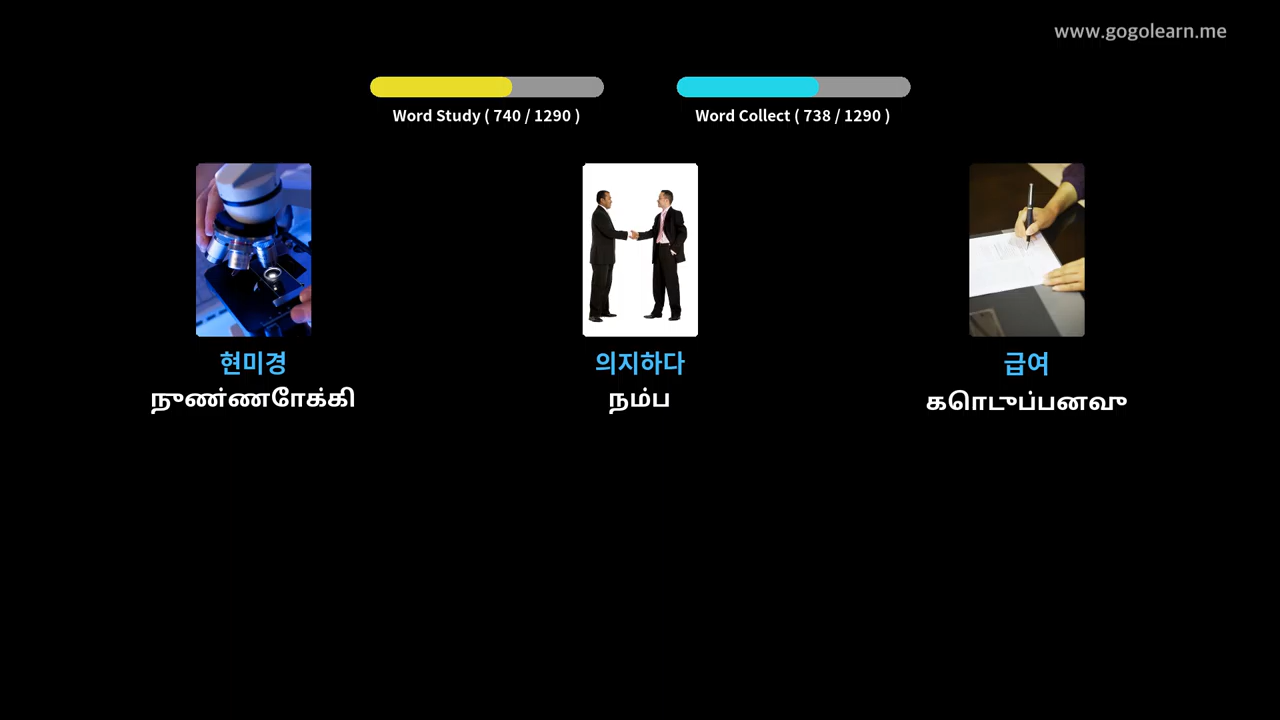 www.gogolearn.me
Word Study ( 740 / 1290 )
Word Collect ( 738 / 1290 )
현미경
의지하다
급여
நுண்ணோக்கி
நம்ப
கொடுப்பனவு